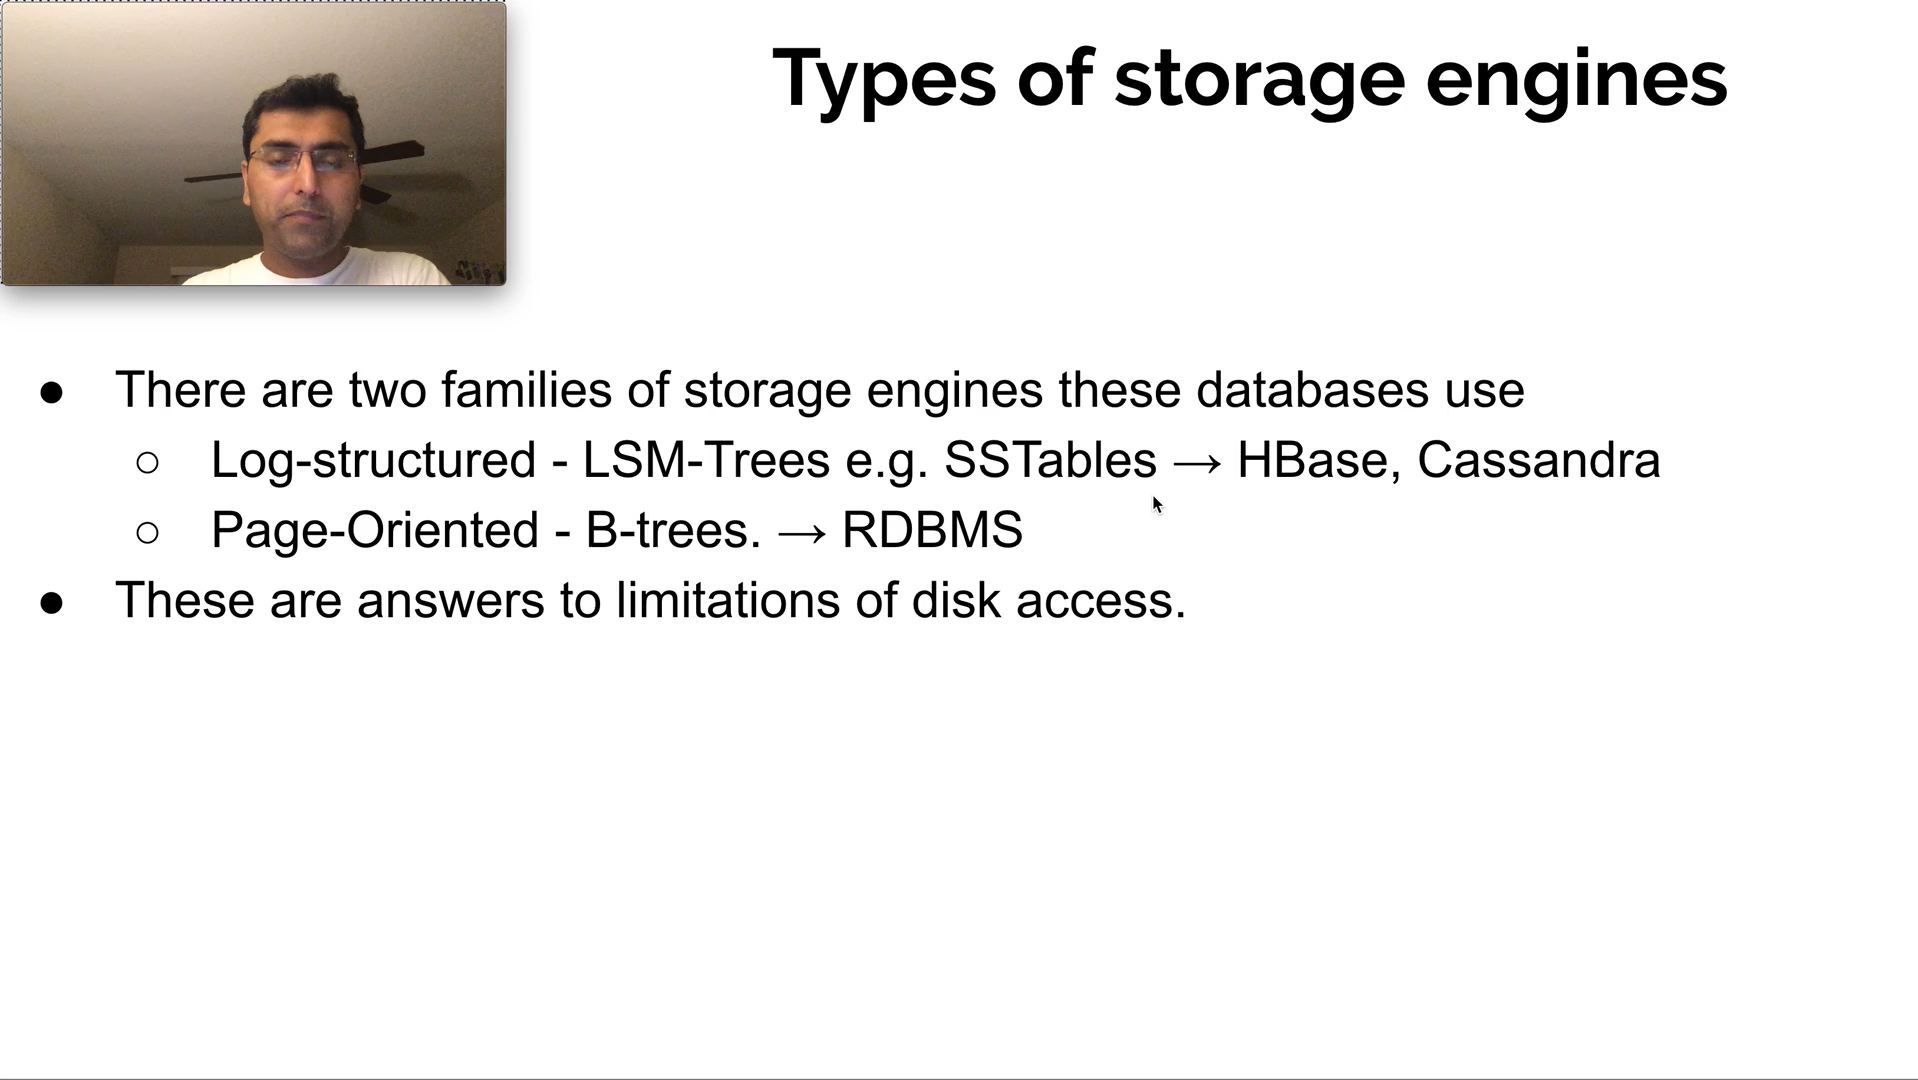 Types of storage engines
● There are two families of storage engines these databases use
○ Log-structured - LSM-Trees e.g. SSTables → HBase, Cassandra
○ Page-Oriented - B-trees. → RDBMS
● These are answers to limitations of disk access.